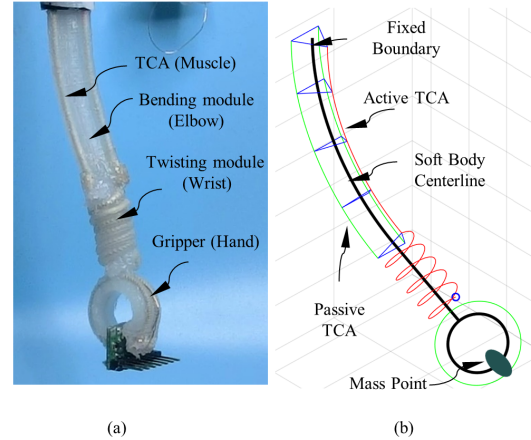 (a)
TCA (Muscle)
Bending module
(Elbow)
Twisting module
(Wrist)
Gripper (Hand)
(b)
Fixed
Boundary
Active TCA
Soft Body
Centerline
Passive
TCA
Mass Point
(a)
(b)